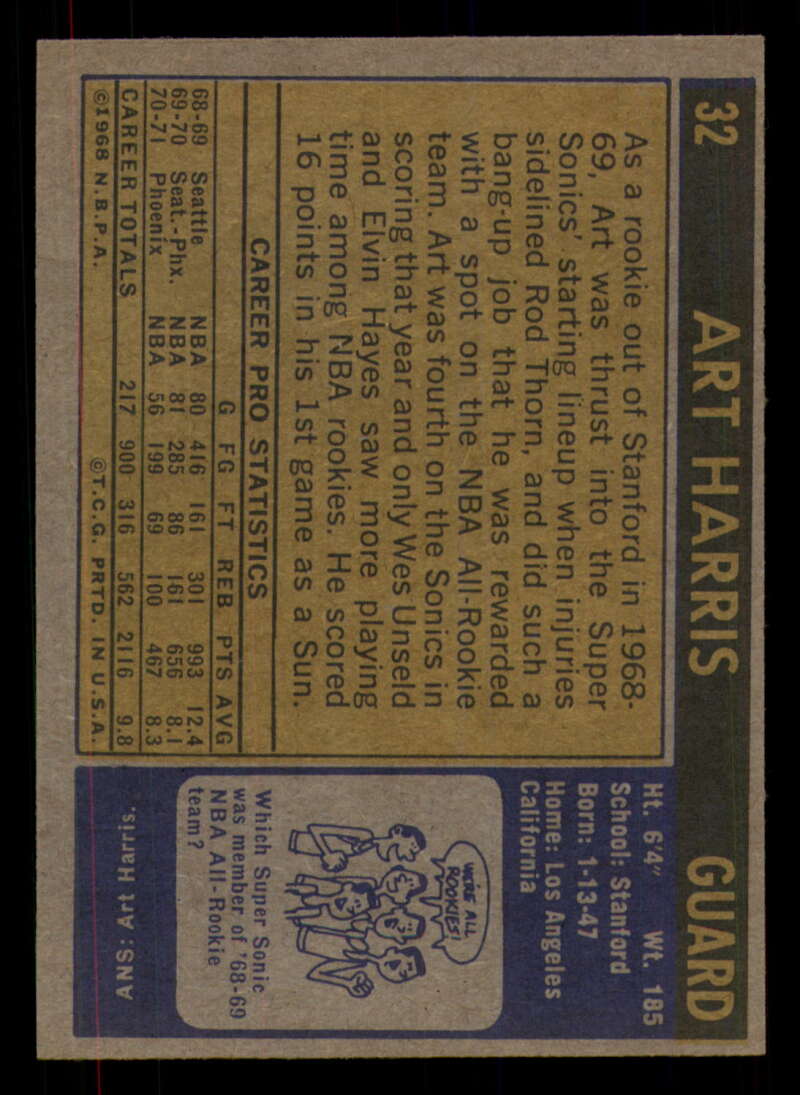 32 ART HARRIS GUARD
As a rookie out of Stanford in 1968-
69, Art was thrust into the Super
Sonics' starting lineup when injuries
sidelined Rod Thorn, and did such a
bang-up job that he was rewarded
with a spot on the NBA All-Rookie
team. Art was fourth on the Sonics in
scoring that year and only Wes Unseld
and Elvin Hayes saw more playing
time among NBA rookies. He scored
16 points in his 1st game as a Sun.
CAREER PRO STATISTICS
G FG FT REB PTS AVG
68-69 Seattle NBA 80 416 161 301 993 12.4
69-70 Seat.-Phx. NBA 81 285 86 161 656 8.1
70-71 Phoenix NBA 56 199 69 100 467 8.3
CAREER TOTALS 217 900 316 562 2116 9.8
©1968 N.B.P.A. ©T.C.G. PRTD. IN U.S.A.
Ht. 6'4" Wt. 185
School: Stanford
Born: 1-13-47
Home: Los Angeles
California
WE'RE ALL
ROOKIES!
Which Super Sonic
was member of '68-69
NBA All-Rookie
team?
ANS: Art Harris.